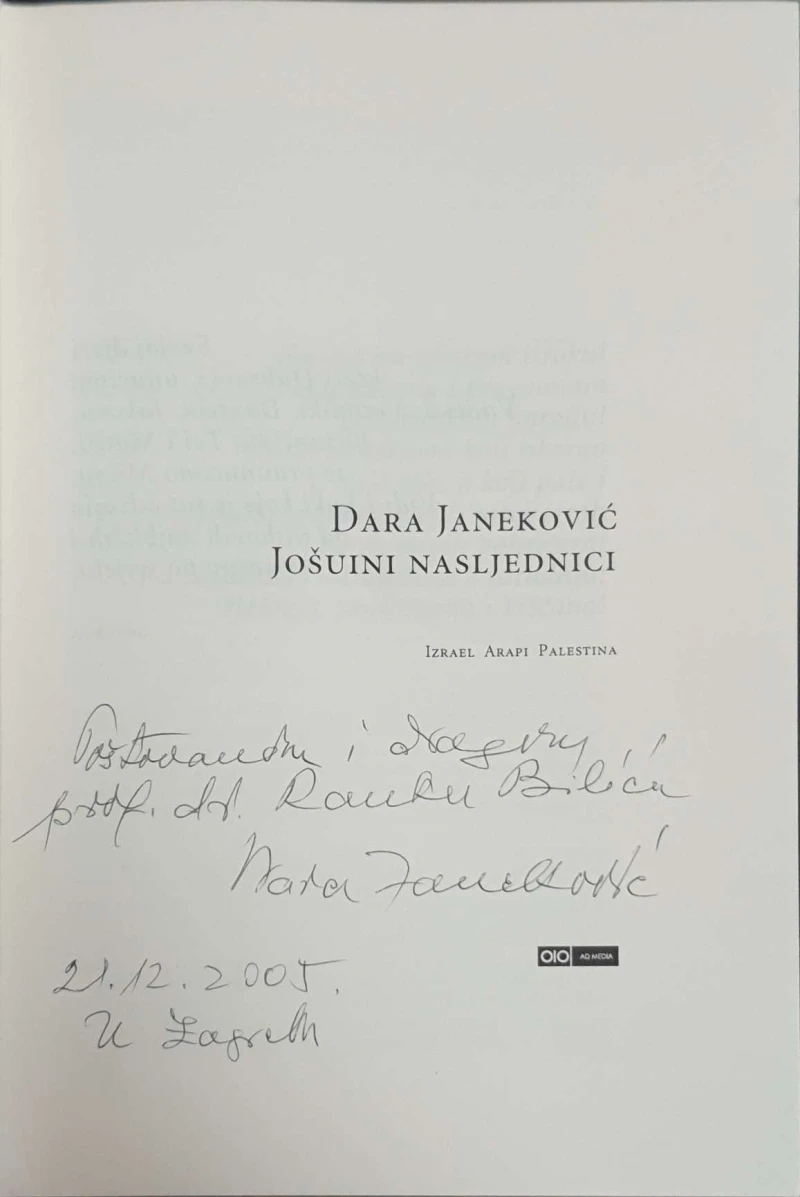 DARA JANEKOVIĆ
JOŠUINI NASLJEDNICI
IZRAEL ARAPI PALESTINA
Poštovanom i dragom
prof. dr. Ranku Biliću
Dara Janeković
AD MEDIA
21.12.2005.
U Zagrebu